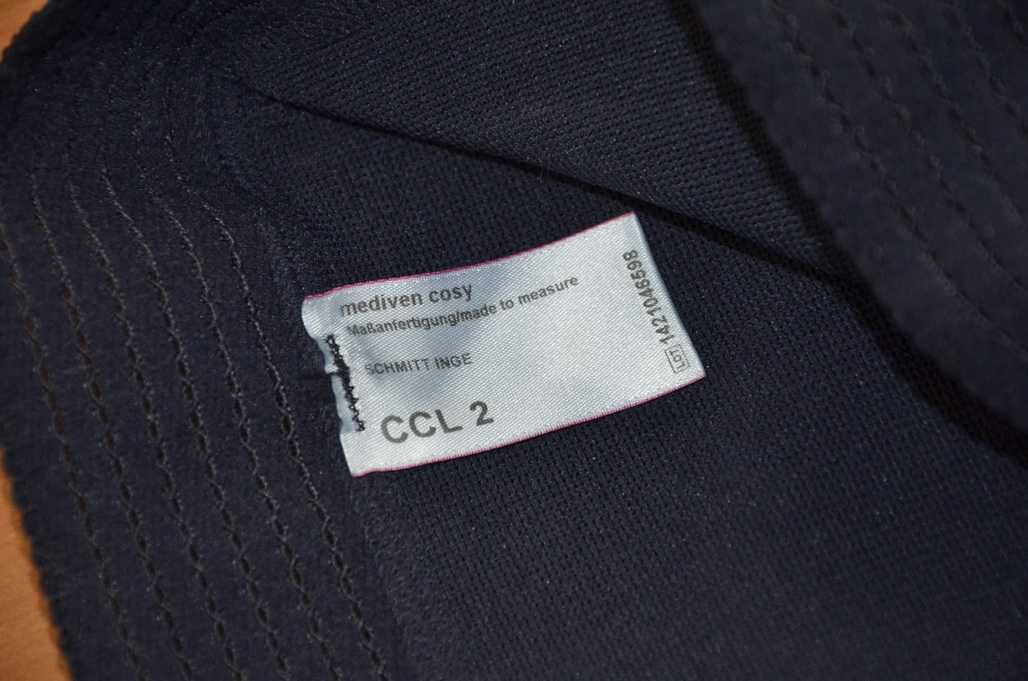 mediven cosy
Maßanfertigung/made to measure
SCHMITT INGE
CCL 2
LOT 1421046598